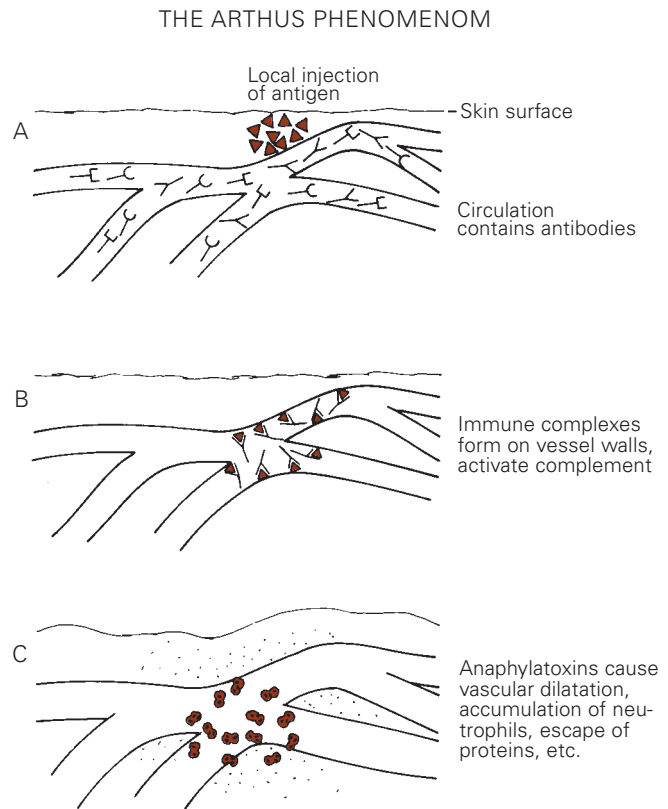 THE ARTHUS PHENOMENOM
Local injection
of antigen
Skin surface
A
Circulation
contains antibodies
B
Immune complexes
form on vessel walls,
activate complement
C
Anaphylatoxins cause
vascular dilatation,
accumulation of neu-
trophils, escape of
proteins, etc.